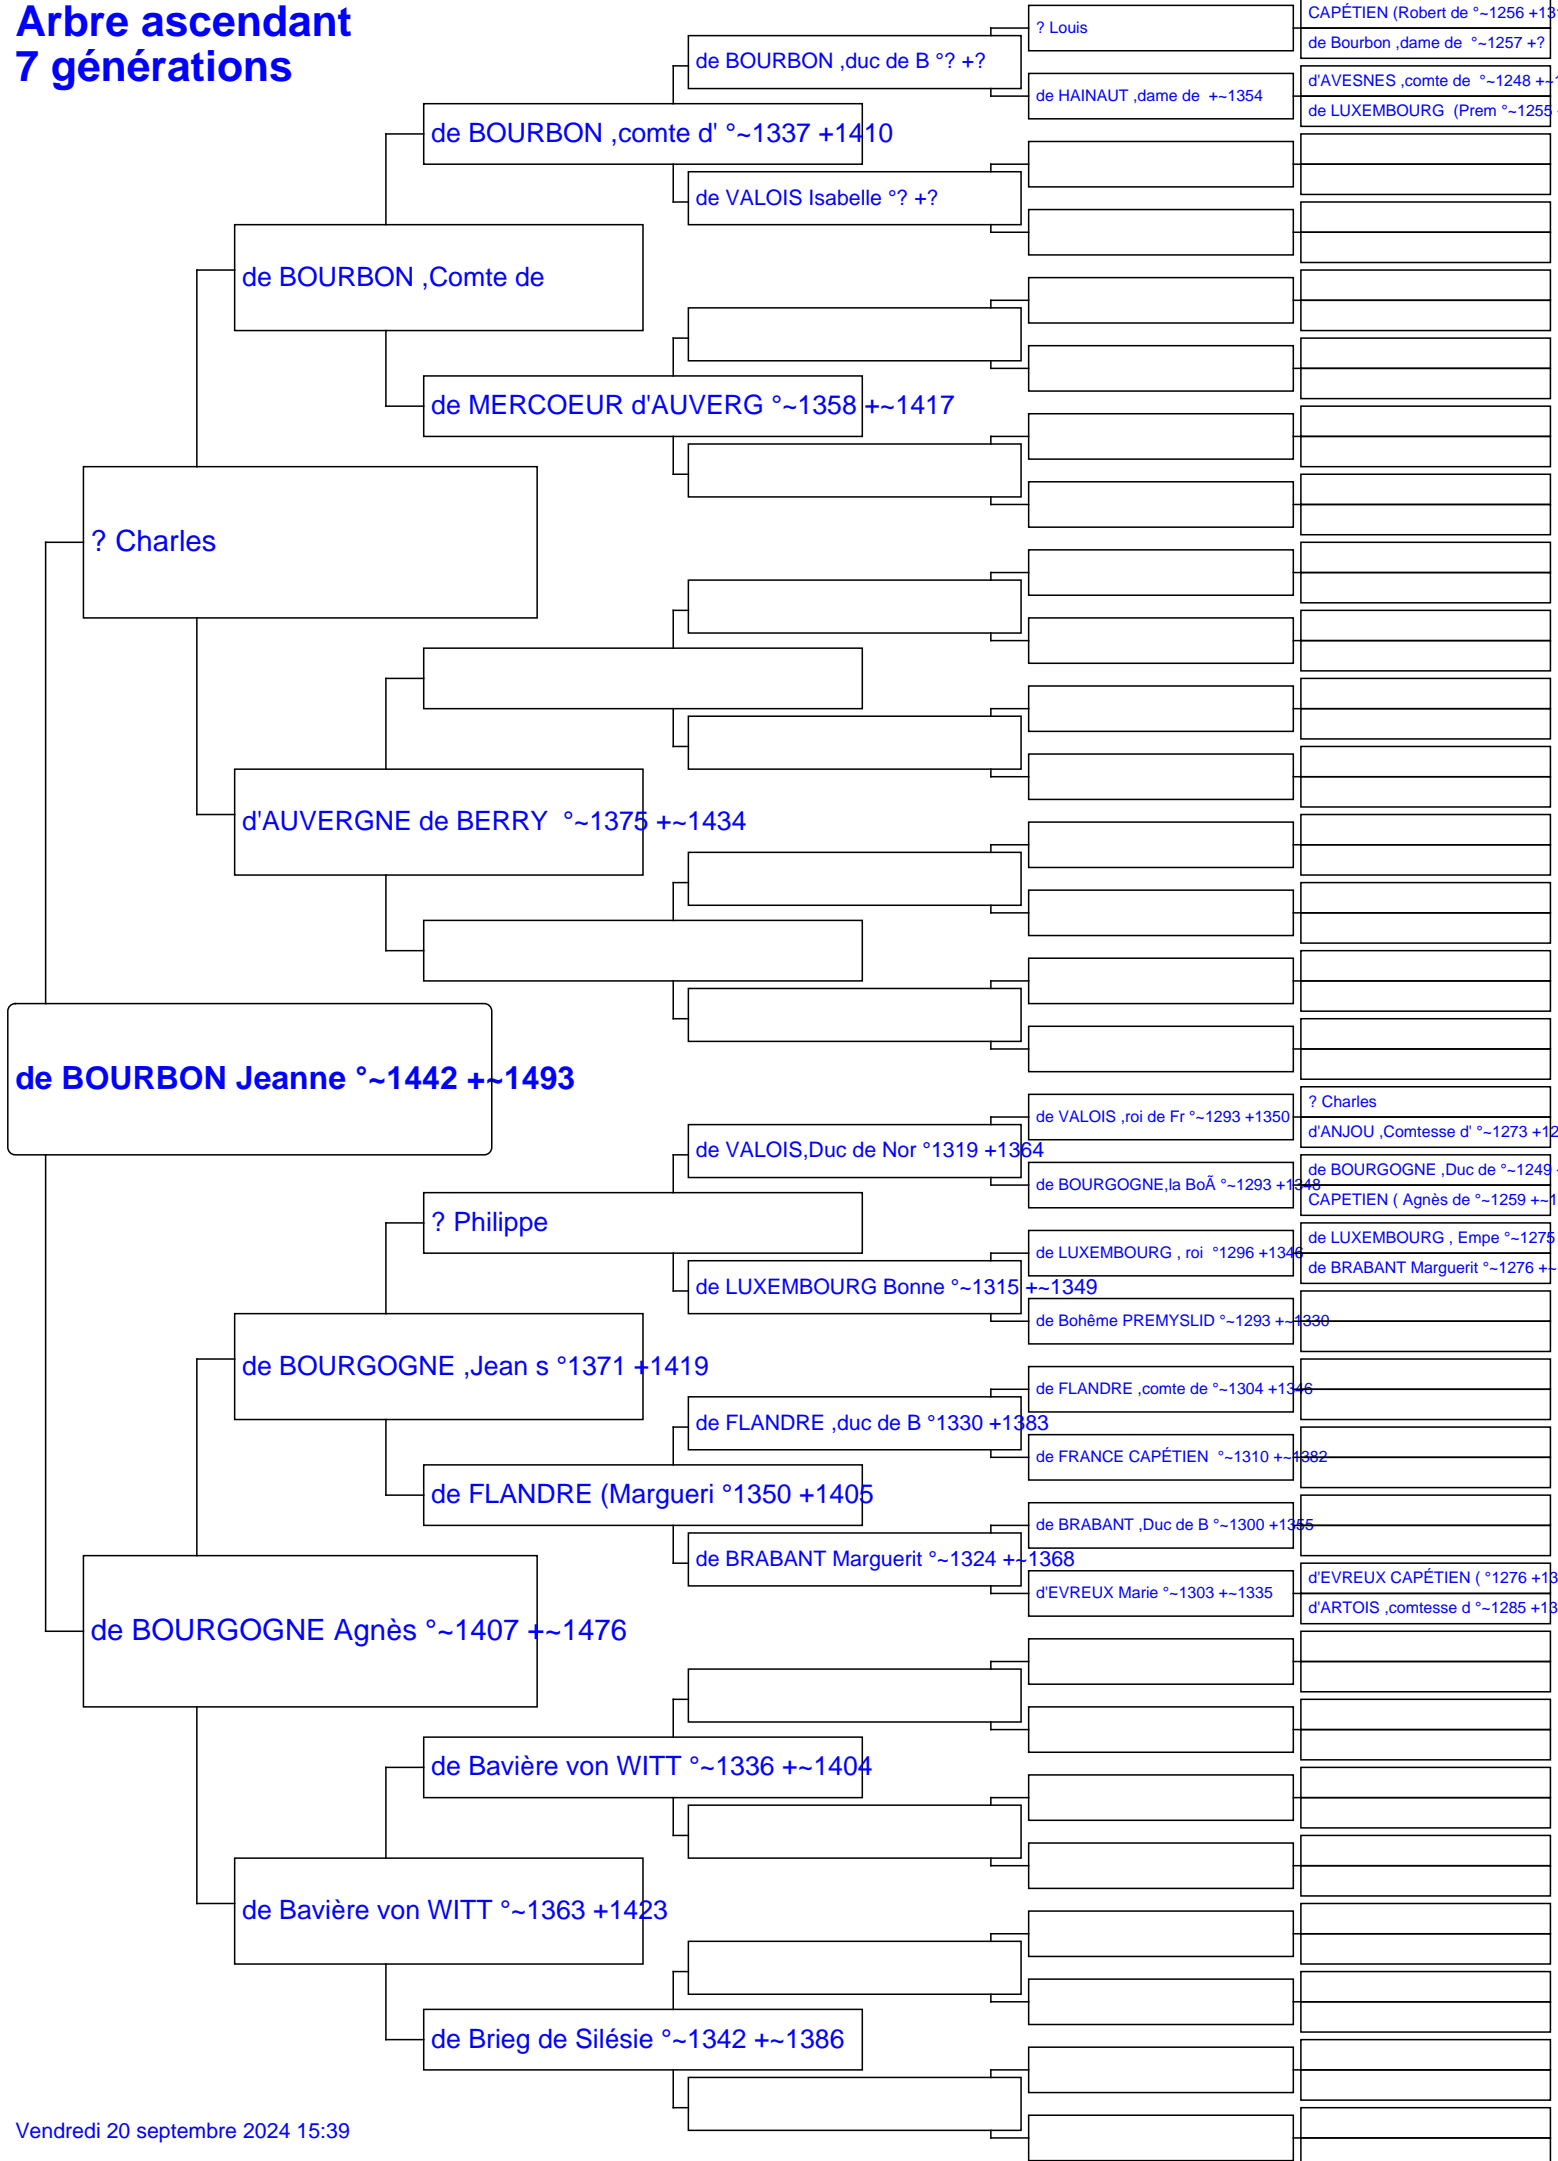 Arbre ascendant
7 générations
CAPÉTIEN (Robert de °~1256 +13
? Louis
de Bourbon ,dame de  °~1257 +?
de BOURBON ,duc de B °? +?
d'AVESNES ,comte de  °~1248 +~1
de HAINAUT ,dame de  +~1354
de LUXEMBOURG  (Prem °~1255
de BOURBON ,comte d' °~1337 +1410
de VALOIS Isabelle °? +?
de BOURBON ,Comte de
de MERCOEUR d'AUVERG °~1358 +~1417
? Charles
d'AUVERGNE de BERRY  °~1375 +~1434
de BOURBON Jeanne °~1442 +~1493
? Charles
de VALOIS ,roi de Fr °~1293 +1350
d'ANJOU ,Comtesse d' °~1273 +12
de VALOIS,Duc de Nor °1319 +1364
de BOURGOGNE ,Duc de °~1249
de BOURGOGNE,la BoÃ °~1293 +1348
CAPETIEN ( Agnès de °~1259 +~1
? Philippe
de LUXEMBOURG , Empe °~1275
de LUXEMBOURG , roi  °1296 +1346
de BRABANT Marguerit °~1276 +~
de LUXEMBOURG Bonne °~1315 +~1349
de Bohême PREMYSLID °~1293 +~1330
de BOURGOGNE ,Jean s °1371 +1419
de FLANDRE ,comte de °~1304 +1346
de FLANDRE ,duc de B °1330 +1383
de FRANCE CAPÉTIEN  °~1310 +~1382
de FLANDRE (Margueri °1350 +1405
de BRABANT ,Duc de B °~1300 +1355
de BRABANT Marguerit °~1324 +~1368
d'EVREUX CAPÉTIEN ( °1276 +13
d'EVREUX Marie °~1303 +~1335
d'ARTOIS ,comtesse d °~1285 +13
de BOURGOGNE Agnès °~1407 +~1476
de Bavière von WITT °~1336 +~1404
de Bavière von WITT °~1363 +1423
de Brieg de Silésie °~1342 +~1386
Vendredi 20 septembre 2024 15:39